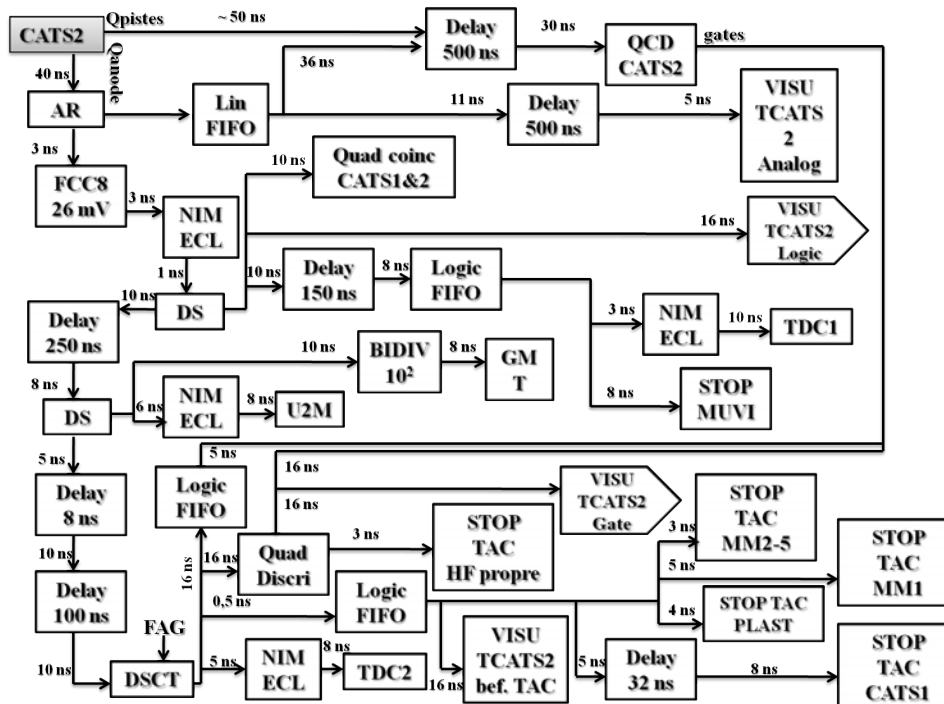 Qpistes
~ 50 ns
CATS2
Delay
500 ns
30 ns
QCD
CATS2
gates
40 ns
Qanode
36 ns
AR
Lin
FIFO
11 ns
Delay
500 ns
5 ns
VISU
TCATS
2
Analog
3 ns
FCC8
26 mV
3 ns
NIM
ECL
10 ns
Quad coinc
CATS1&2
16 ns
VISU
TCATS2
Logic
1 ns
10 ns
DS
10 ns
Delay
150 ns
8 ns
Logic
FIFO
Delay
250 ns
3 ns
NIM
ECL
10 ns
TDC1
10 ns
BIDIV
10²
8 ns
GM
T
8 ns
DS
6 ns
NIM
ECL
8 ns
U2M
8 ns
STOP
MUVI
5 ns
5 ns
Delay
8 ns
Logic
FIFO
16 ns
16 ns
VISU
TCATS2
Gate
STOP
TAC
MM2-5
3 ns
10 ns
16 ns
16 ns
Quad
Discri
3 ns
STOP
TAC
HF propre
5 ns
STOP
TAC
MM1
Delay
100 ns
0,5 ns
Logic
FIFO
4 ns
STOP TAC
PLAST
FAG
10 ns
DSCT
5 ns
NIM
ECL
8 ns
TDC2
16 ns
VISU
TCATS2
bef. TAC
5 ns
Delay
32 ns
8 ns
STOP
TAC
CATS1